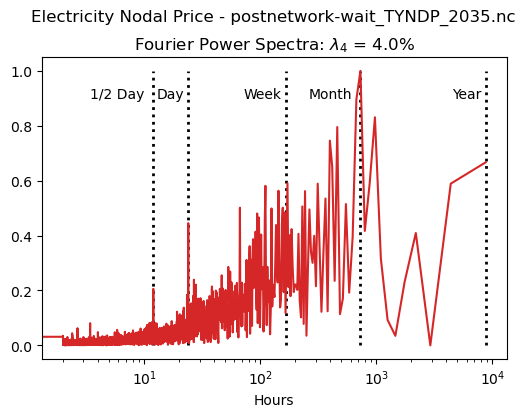 Electricity Nodal Price - postnetwork-wait_TYNDP_2035.nc
Fourier Power Spectra: λ₄ = 4.0%
1.0
0.8
0.6
0.4
0.2
0.0
1/2 Day
Day
Week
Month
Year
10¹
10²
10³
10⁴
Hours